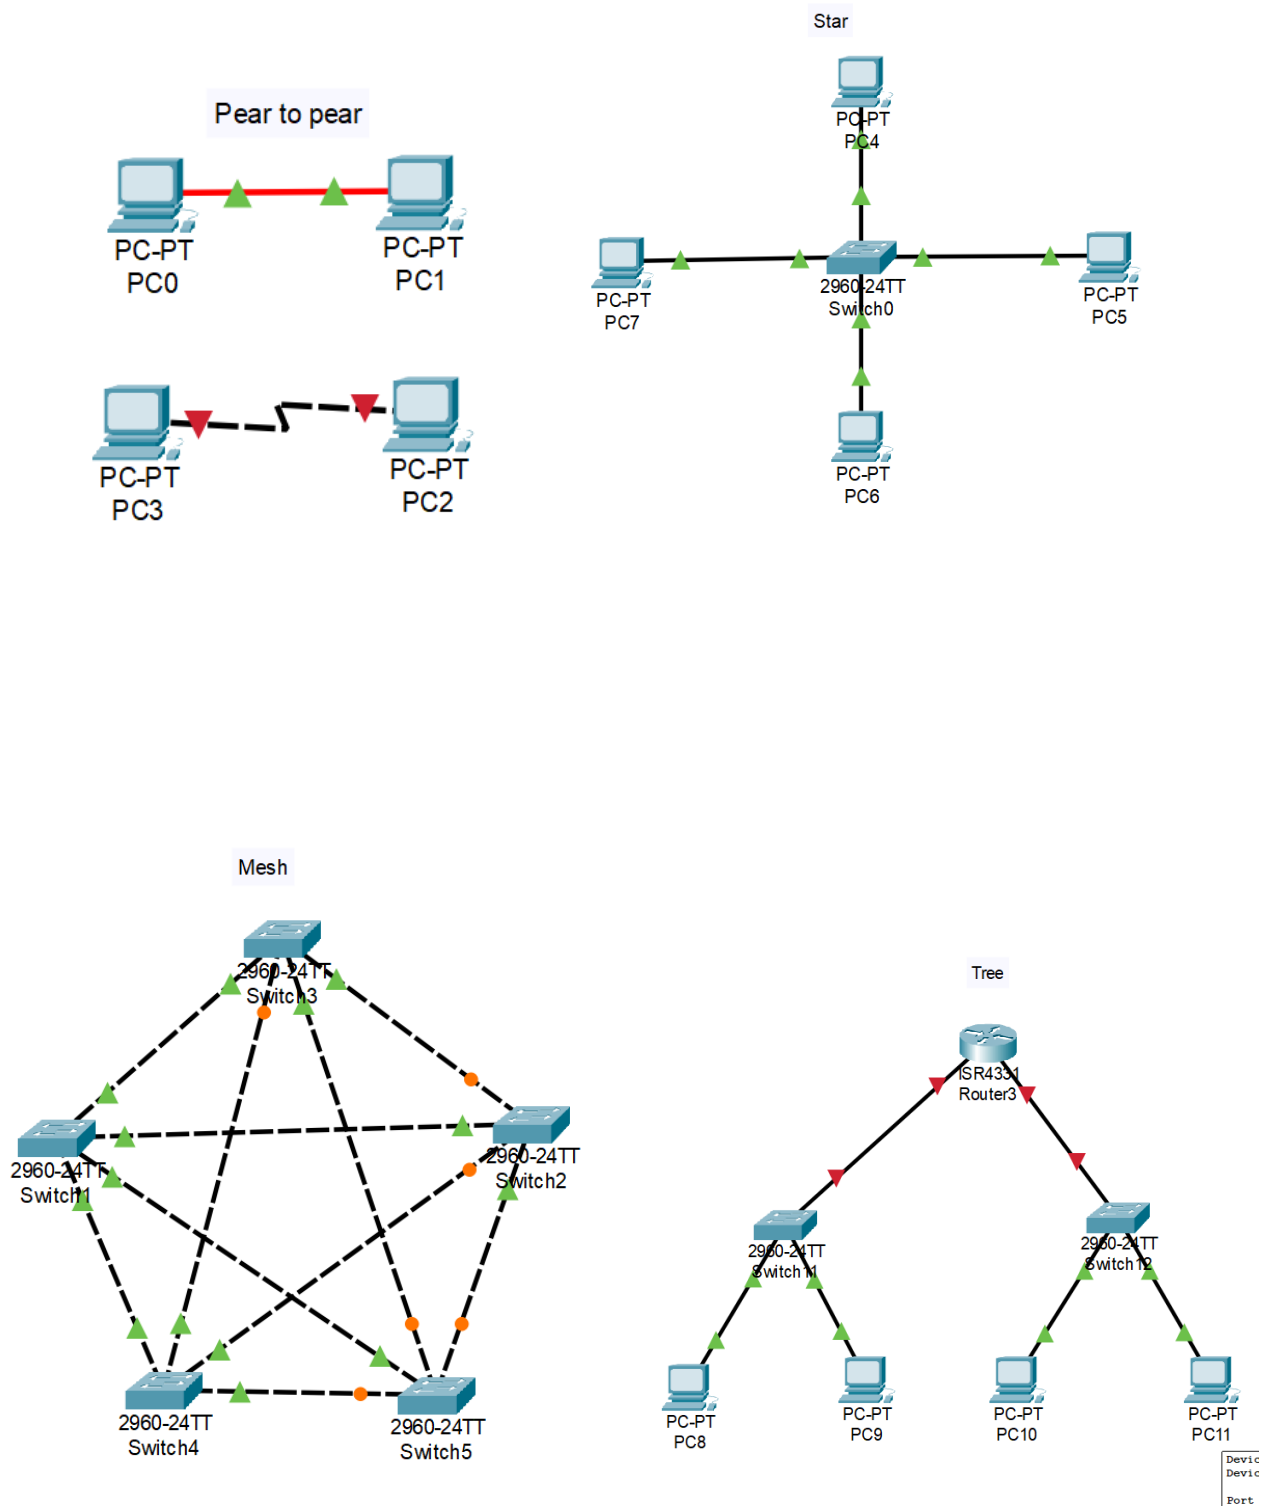 Star
Pear to pear
PC-PT
PC4
PC-PT
PC0
PC-PT
PC1
PC-PT
PC7
2960-24TT
Switch0
PC-PT
PC5
PC-PT
PC3
PC-PT
PC2
PC-PT
PC6
Mesh
2960-24TT
Switch3
Tree
ISR4331
Router3
2960-24TT
Switch1
2960-24TT
Switch2
2960-24TT
Switch11
2960-24TT
Switch12
2960-24TT
Switch4
2960-24TT
Switch5
PC-PT
PC8
PC-PT
PC9
PC-PT
PC10
PC-PT
PC11
Devic
Devic
Port